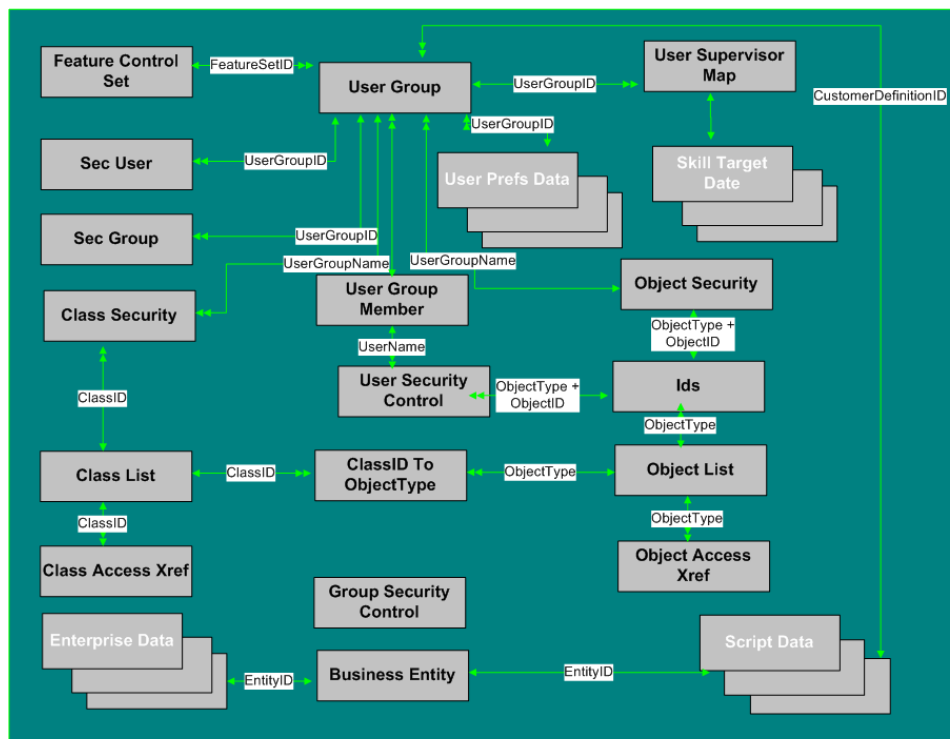 Feature Control
Set
FeatureSetID
User Group
UserGroupID
User Supervisor
Map
CustomerDefinitionID
UserGroupID
Sec User
UserGroupID
User Prefs Data
Skill Target
Date
Sec Group
UserGroupID
UserGroupName
UserGroupName
Class Security
User Group
Member
Object Security
UserName
ObjectType +
ObjectID
ClassID
User Security
Control
ObjectType +
ObjectID
Ids
ObjectType
Class List
ClassID
ClassID To
ObjectType
ObjectType
Object List
ClassID
ObjectType
Class Access Xref
Object Access
Xref
Group Security
Control
Enterprise Data
Script Data
EntityID
Business Entity
EntityID